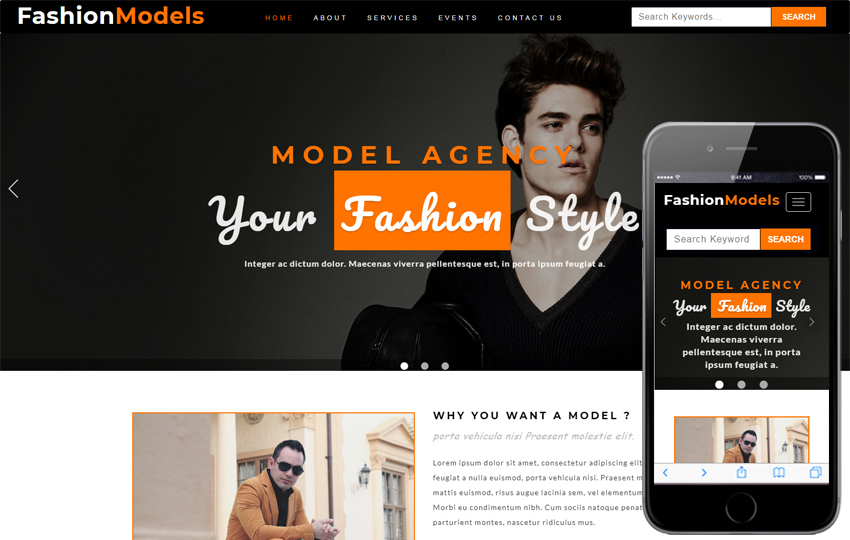 FashionModels
HOME ABOUT SERVICES EVENTS CONTACT US
Search Keywords... SEARCH
MODEL AGENCY
Your Fashion Style
Integer ac dictum dolor. Maecenas viverra pellentesque est, in porta ipsum feugiat a.
WHY YOU WANT A MODEL ?
porta vehicula nisi Praesent molestie elit.
Lorem ipsum dolor sit amet, consectetur adipiscing elit
feugiat a nulla euismod, porta vehicula nisi. Praesent m
mattis euismod, risus augue lacinia sem, vel elementum
Morbi eu condimentum nibh. Cum sociis natoque penat
parturient montes, nascetur ridiculus mus.
9:41 AM 100%
FashionModels
Search Keyword SEARCH
MODEL AGENCY
Your Fashion Style
Integer ac dictum dolor.
Maecenas viverra
pellentesque est, in porta
ipsum feugiat a.